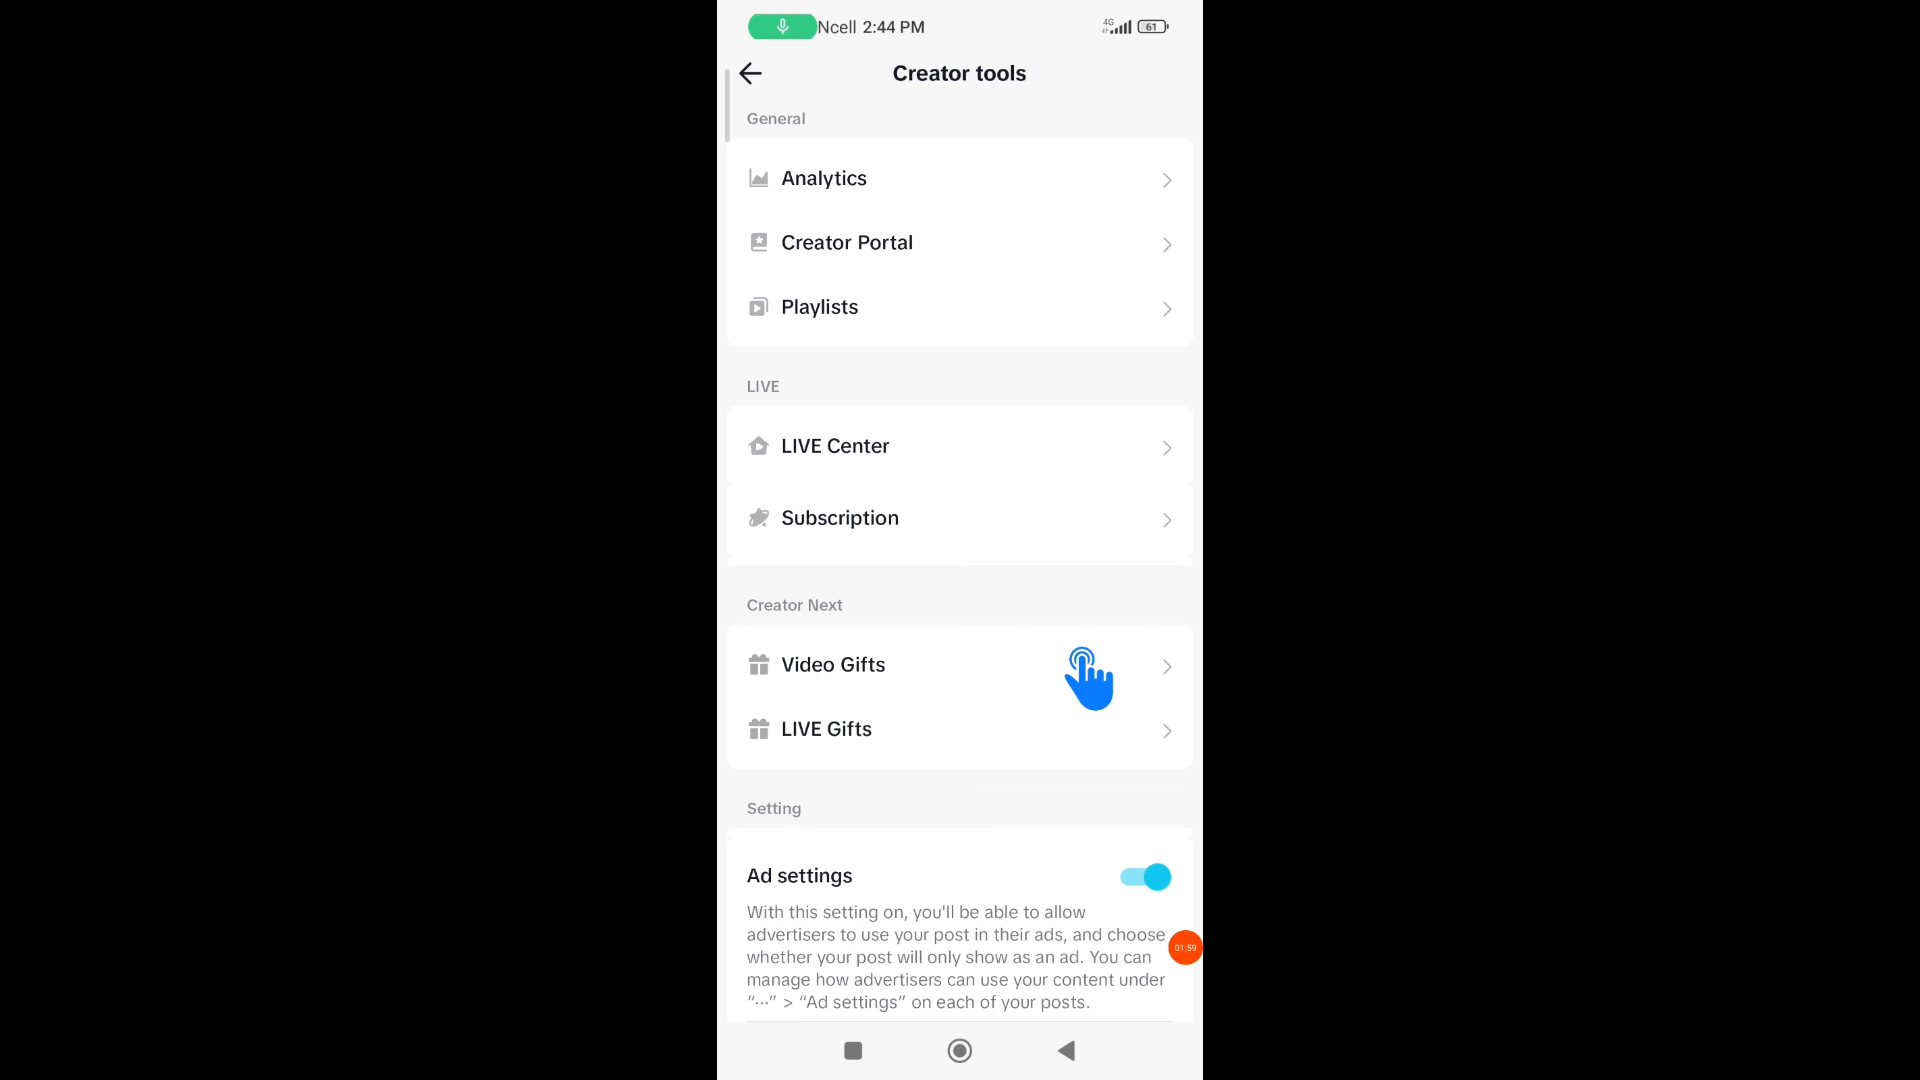 Ncell 2:44 PM
4G
61
Creator tools
General
Analytics
Creator Portal
Playlists
LIVE
LIVE Center
Subscription
Creator Next
Video Gifts
LIVE Gifts
Setting
Ad settings
With this setting on, you'll be able to allow
advertisers to use your post in their ads, and choose
whether your post will only show as an ad. You can
manage how advertisers can use your content under
“···” > “Ad settings” on each of your posts.
01:59